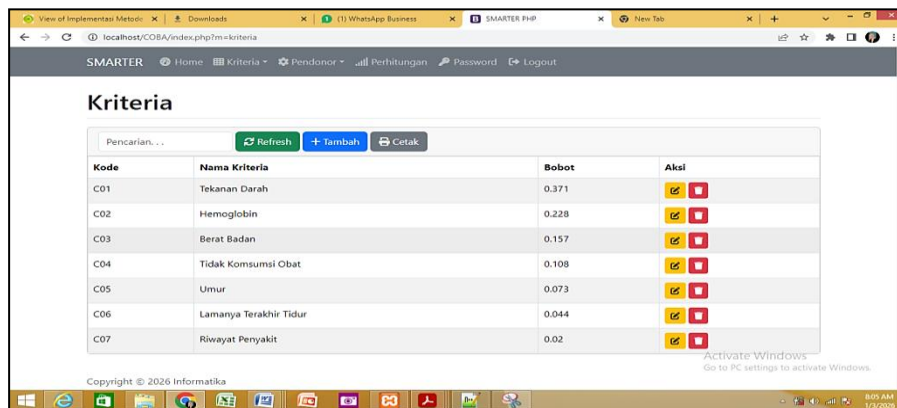 View of Implementasi Metode
Downloads
(1) WhatsApp Business
SMARTER PHP
New Tab
localhost/COBA/index.php?m=kriteria
SMARTER Home Kriteria Pendonor Perhitungan Password Logout
Kriteria
Pencarian. . . Refresh + Tambah Cetak
Kode Nama Kriteria Bobot Aksi
C01 Tekanan Darah 0.371
C02 Hemoglobin 0.228
C03 Berat Badan 0.157
C04 Tidak Komsumsi Obat 0.108
C05 Umur 0.073
C06 Lamanya Terakhir Tidur 0.044
C07 Riwayat Penyakit 0.02
Activate Windows
Go to PC settings to activate Windows.
Copyright © 2026 Informatika
8:05 AM
1/3/2026